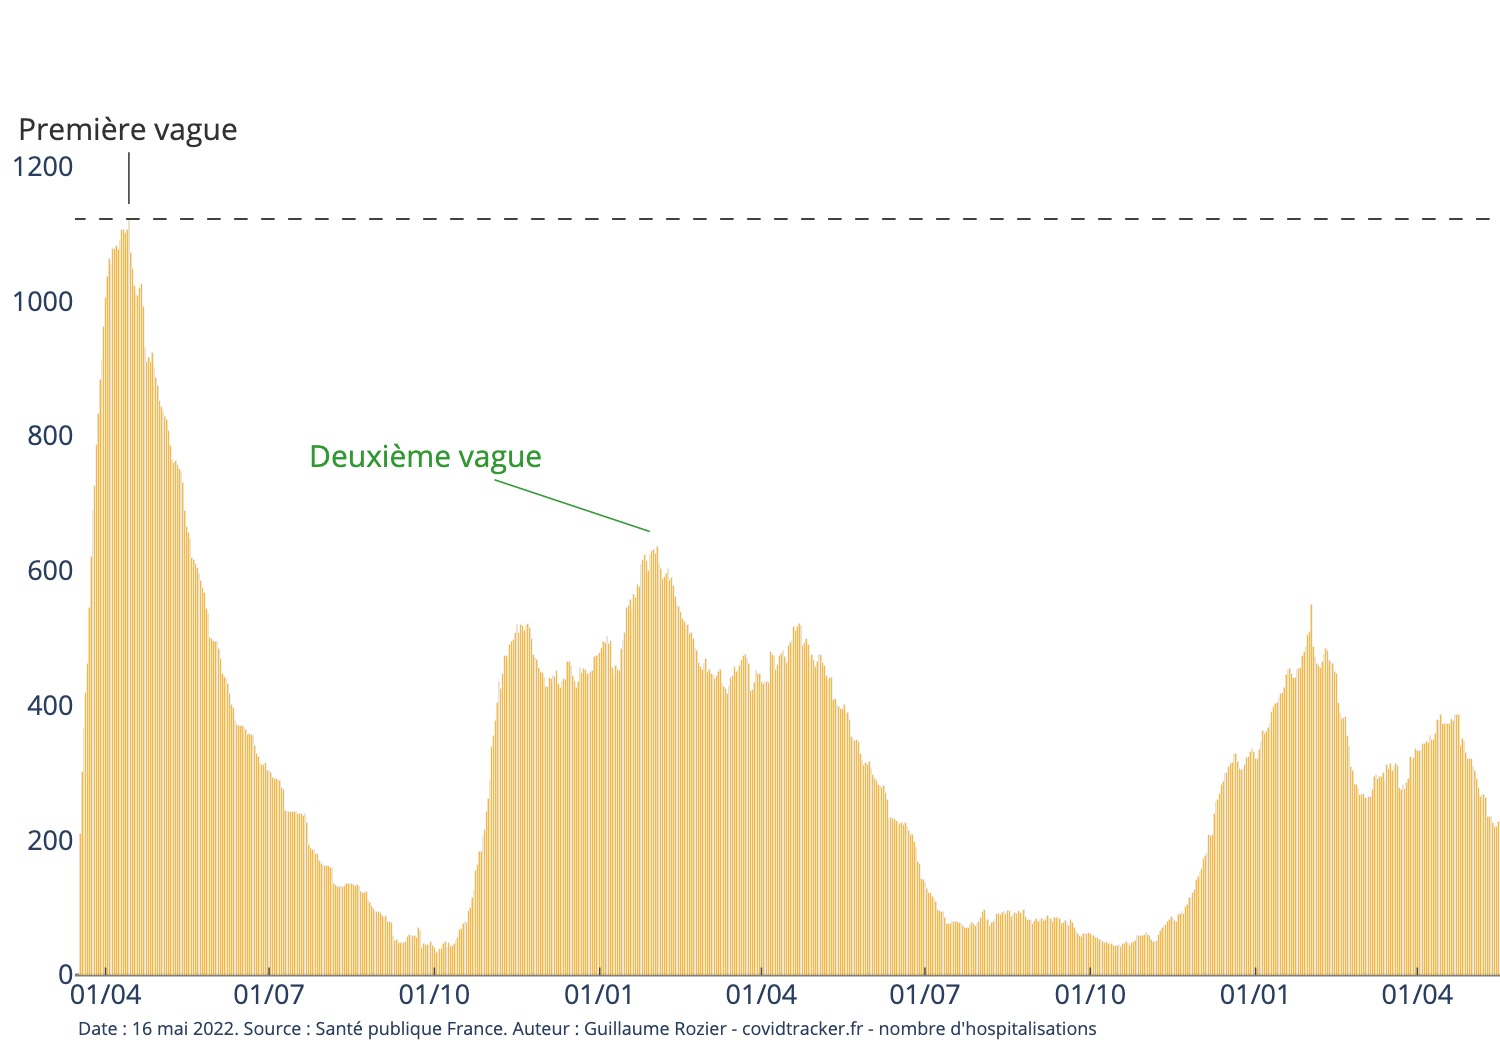 Première vague
1200
1000
800
Deuxième vague
600
400
200
0
01/04 01/07 01/10 01/01 01/04 01/07 01/10 01/01 01/04
Date : 16 mai 2022. Source : Santé publique France. Auteur : Guillaume Rozier - covidtracker.fr - nombre d'hospitalisations